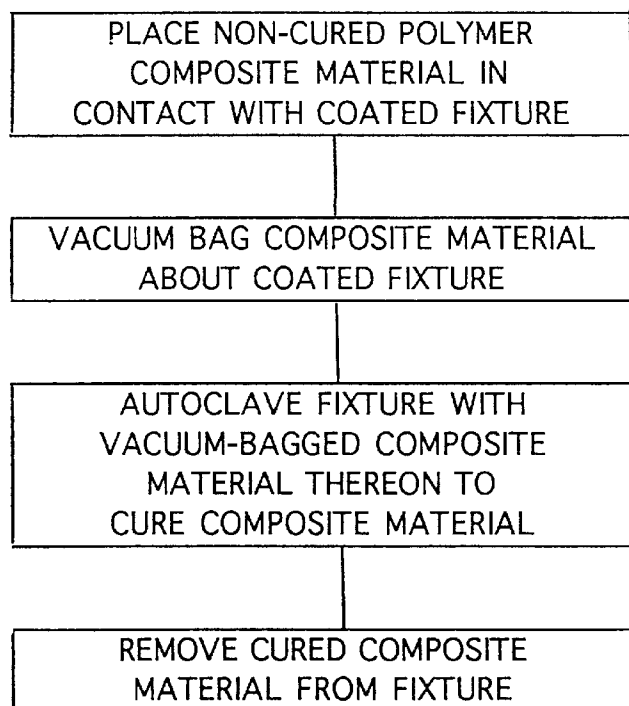 PLACE NON-CURED POLYMER
COMPOSITE MATERIAL IN
CONTACT WITH COATED FIXTURE
VACUUM BAG COMPOSITE MATERIAL
ABOUT COATED FIXTURE
AUTOCLAVE FIXTURE WITH
VACUUM-BAGGED COMPOSITE
MATERIAL THEREON TO
CURE COMPOSITE MATERIAL
REMOVE CURED COMPOSITE
MATERIAL FROM FIXTURE